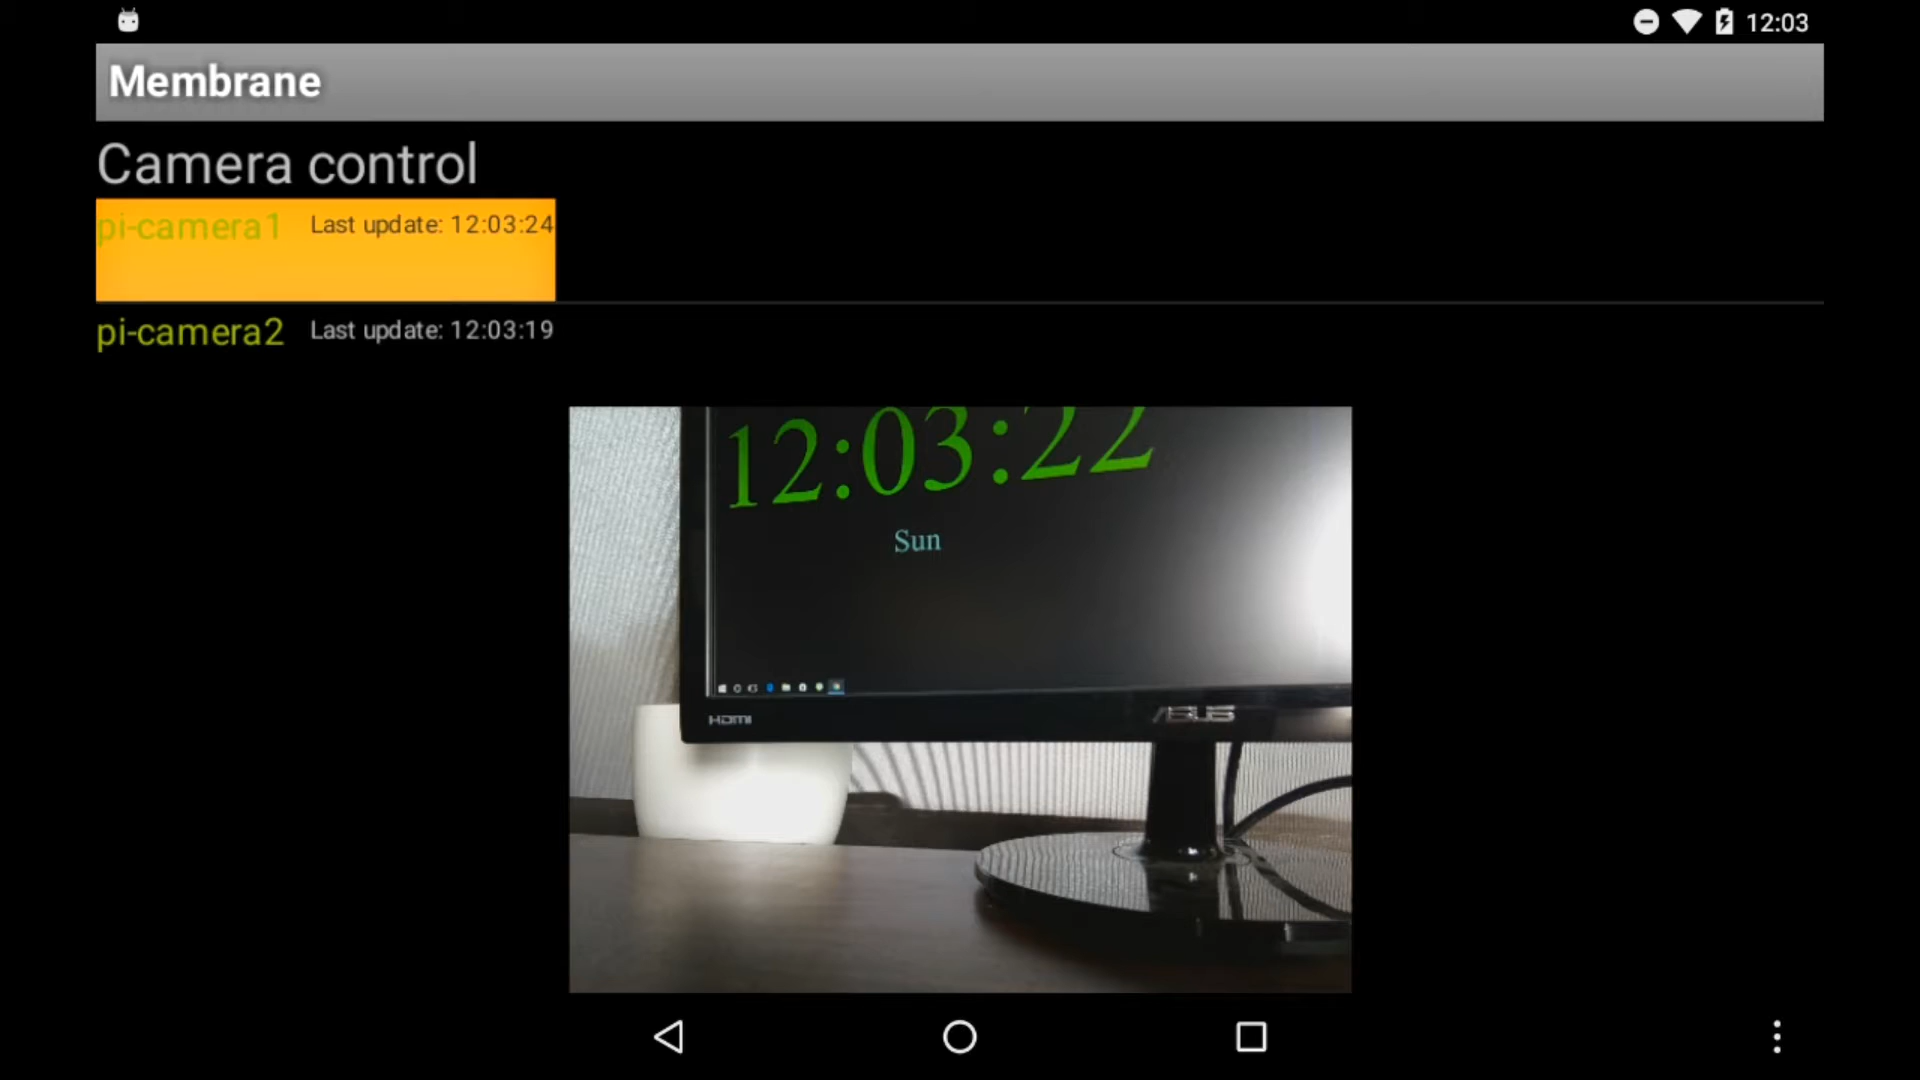 12:03
Membrane
Camera control
pi-camera1 Last update: 12:03:24
pi-camera2 Last update: 12:03:19
12:03:22
Sun
HDMI
ASUS